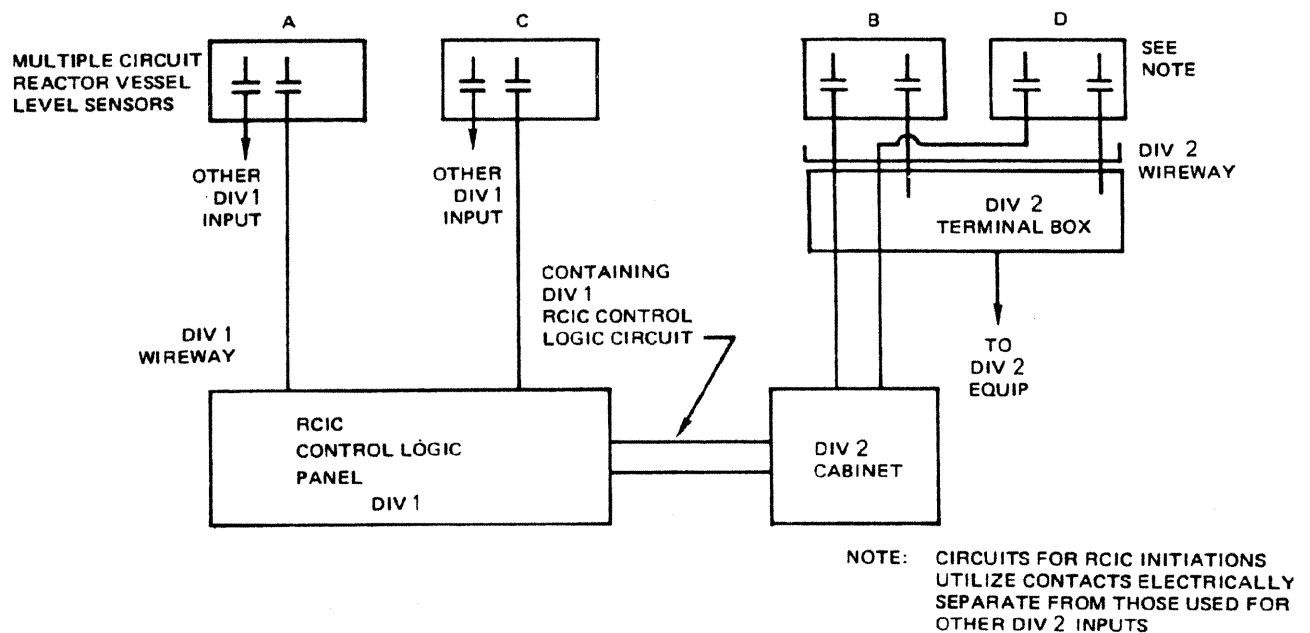 A
C
B
D
MULTIPLE CIRCUIT
REACTOR VESSEL
LEVEL SENSORS
SEE
NOTE
OTHER
DIV 1
INPUT
OTHER
DIV 1
INPUT
DIV 2
WIREWAY
DIV 2
TERMINAL BOX
CONTAINING
DIV 1
RCIC CONTROL
LOGIC CIRCUIT
DIV 1
WIREWAY
TO
DIV 2
EQUIP
RCIC
CONTROL LOGIC
PANEL
DIV 1
DIV 2
CABINET
NOTE: CIRCUITS FOR RCIC INITIATIONS
UTILIZE CONTACTS ELECTRICALLY
SEPARATE FROM THOSE USED FOR
OTHER DIV 2 INPUTS